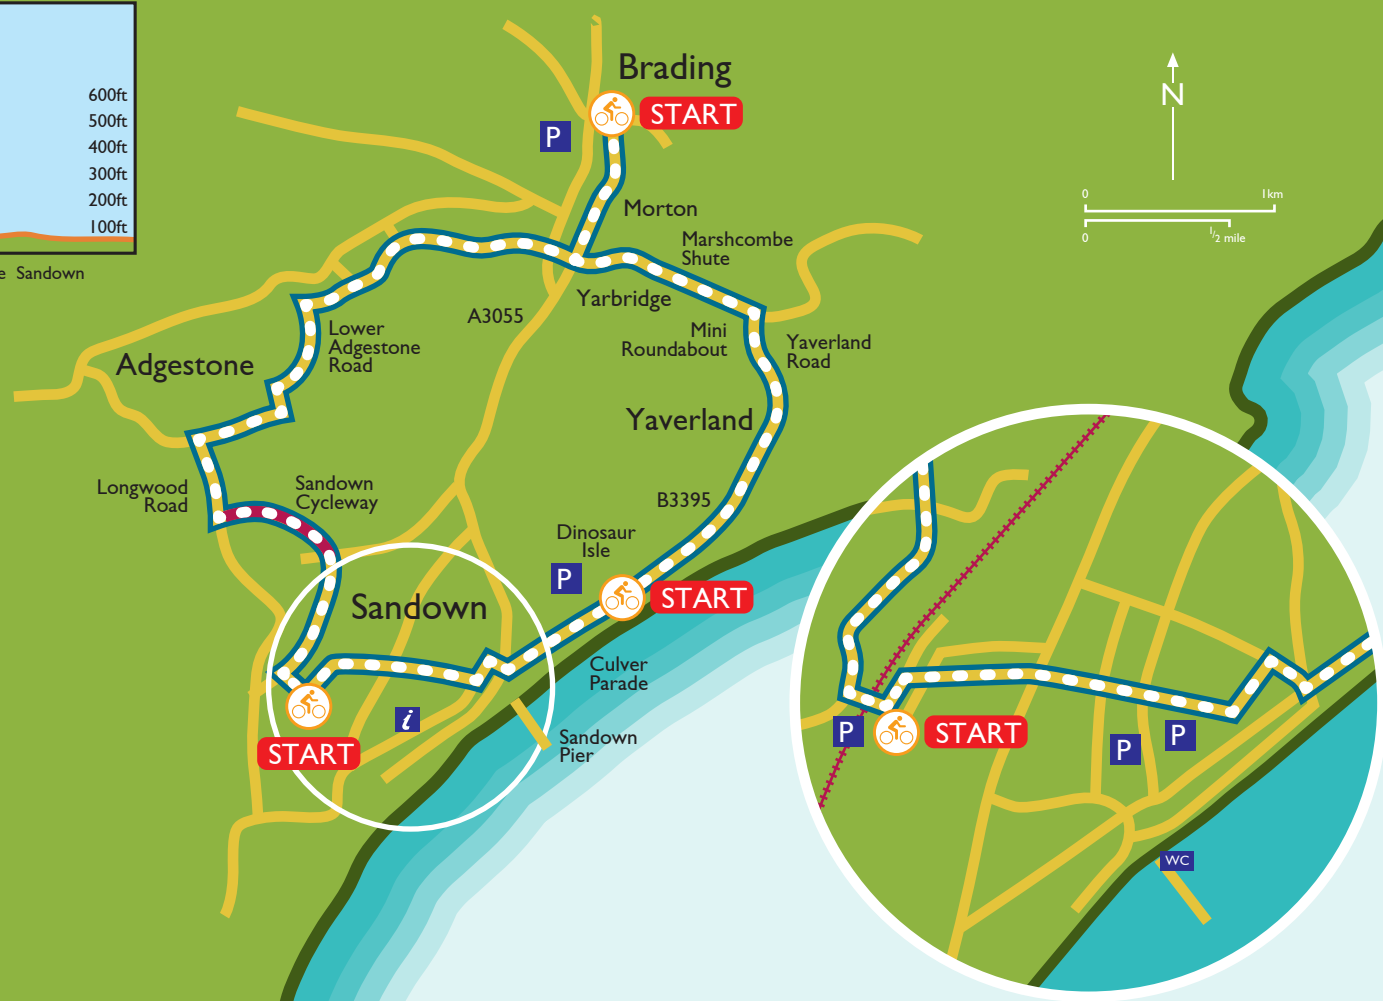 600ft
500ft
400ft
300ft
200ft
100ft
e Sandown
Brading
START
P
N
0
1km
0
1/2 mile
Morton
Marshcombe
Shute
Yarbridge
A3055
Mini
Roundabout
Yaverland
Road
Lower
Adgestone
Road
Adgestone
Yaverland
Longwood
Road
Sandown
Cycleway
B3395
Dinosaur
Isle
P
START
Sandown
Culver
Parade
i
START
Sandown
Pier
P
START
P
P
WC